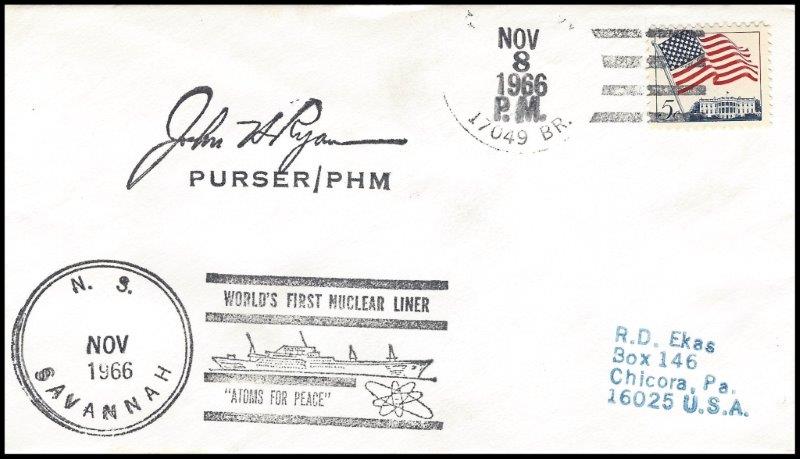 NOV
8
1966
P.M.
17049 BR.
5¢
John H Ryan
PURSER/PHM
N. S.
NOV
1966
SAVANNAH
WORLD'S FIRST NUCLEAR LINER
"ATOMS FOR PEACE"
R.D. Ekas
Box 146
Chicora, Pa.
16025 U.S.A.